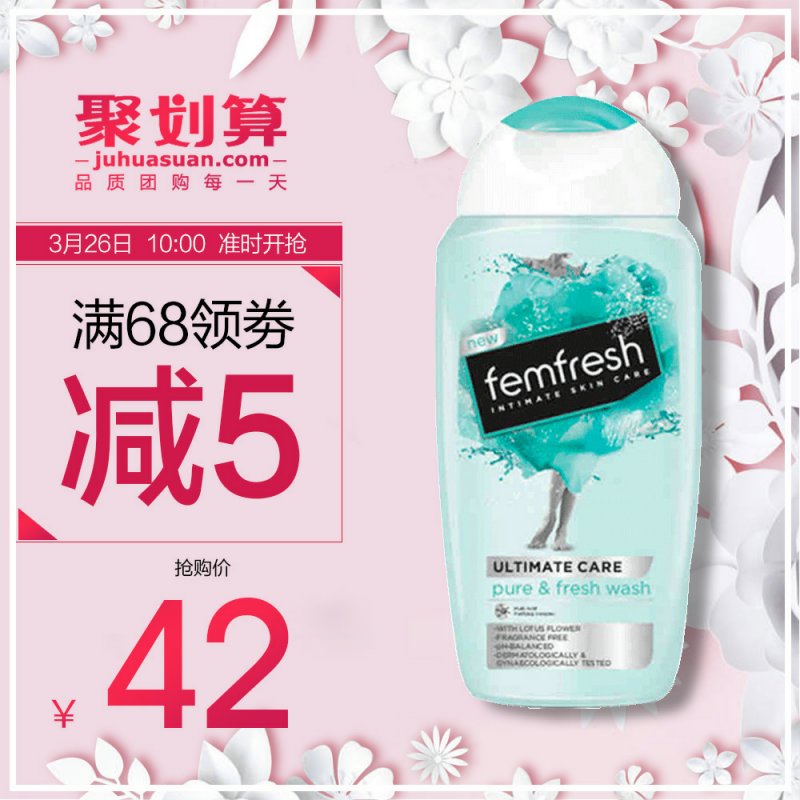 聚划算
juhuasuan.com
品质团购每一天
3月26日 10:00 准时开抢
满68领券
减5
抢购价
¥42
new
femfresh
INTIMATE SKIN CARE
ULTIMATE CARE
pure & fresh wash
-WITH LOTUS FLOWER
-FRAGRANCE FREE
-pH-BALANCED
-DERMATOLOGICALLY &
GYNAECOLOGICALLY TESTED